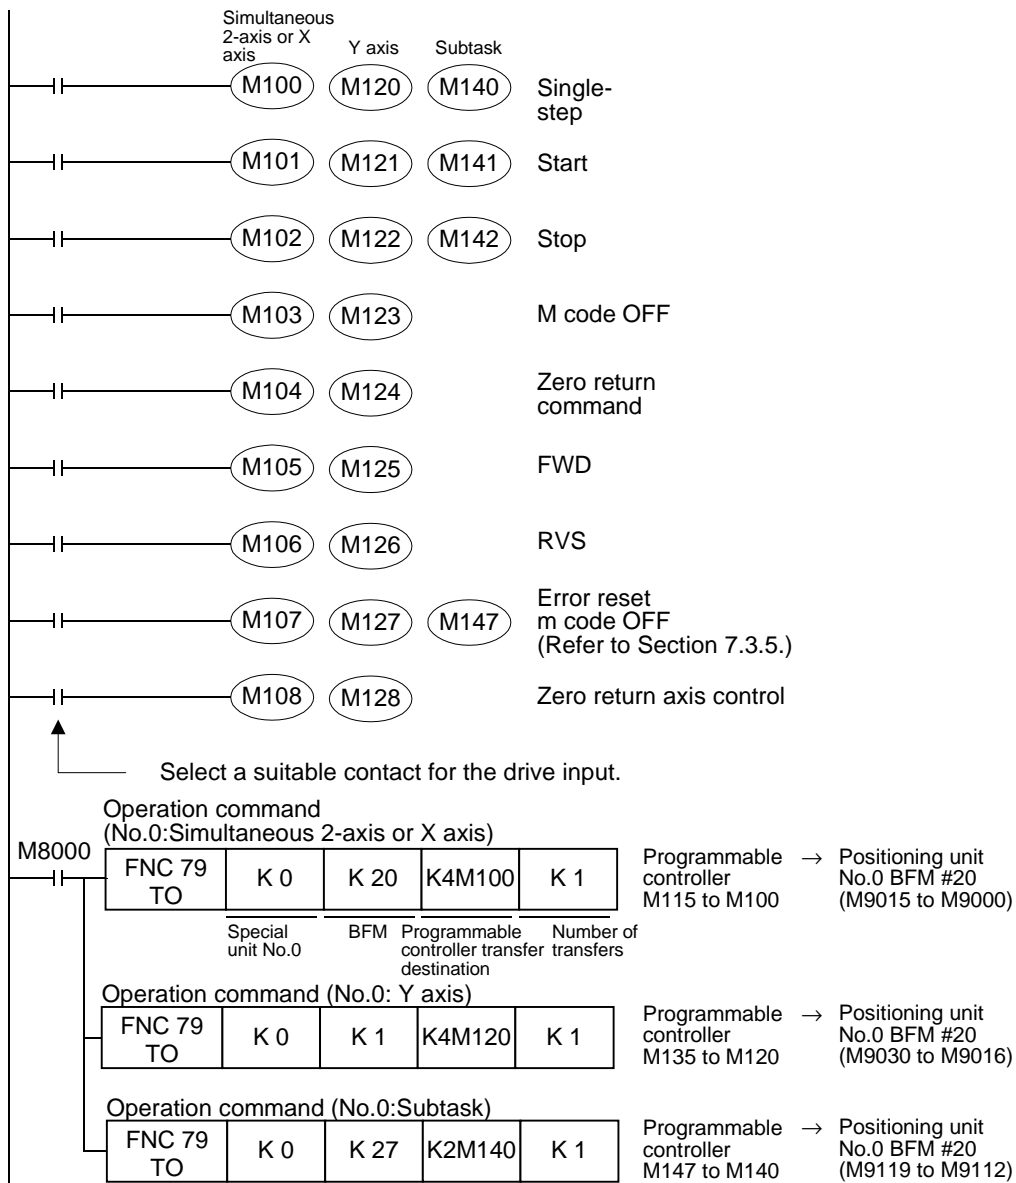 Simultaneous
2-axis or X
axis
Y axis
Subtask
M100 M120 M140 Single-
step
M101 M121 M141 Start
M102 M122 M142 Stop
M103 M123 M code OFF
M104 M124 Zero return
command
M105 M125 FWD
M106 M126 RVS
M107 M127 M147 Error reset
m code OFF
(Refer to Section 7.3.5.)
M108 M128 Zero return axis control
Select a suitable contact for the drive input.
Operation command
(No.0:Simultaneous 2-axis or X axis)
M8000
FNC 79
TO
K 0 K 20 K4M100 K 1
Programmable → Positioning unit
controller No.0 BFM #20
M115 to M100 (M9015 to M9000)
Special
unit No.0
BFM
Programmable
controller transfer
destination
Number of
transfers
Operation command (No.0: Y axis)
FNC 79
TO
K 0 K 1 K4M120 K 1
Programmable → Positioning unit
controller No.0 BFM #20
M135 to M120 (M9030 to M9016)
Operation command (No.0:Subtask)
FNC 79
TO
K 0 K 27 K2M140 K 1
Programmable → Positioning unit
controller No.0 BFM #20
M147 to M140 (M9119 to M9112)